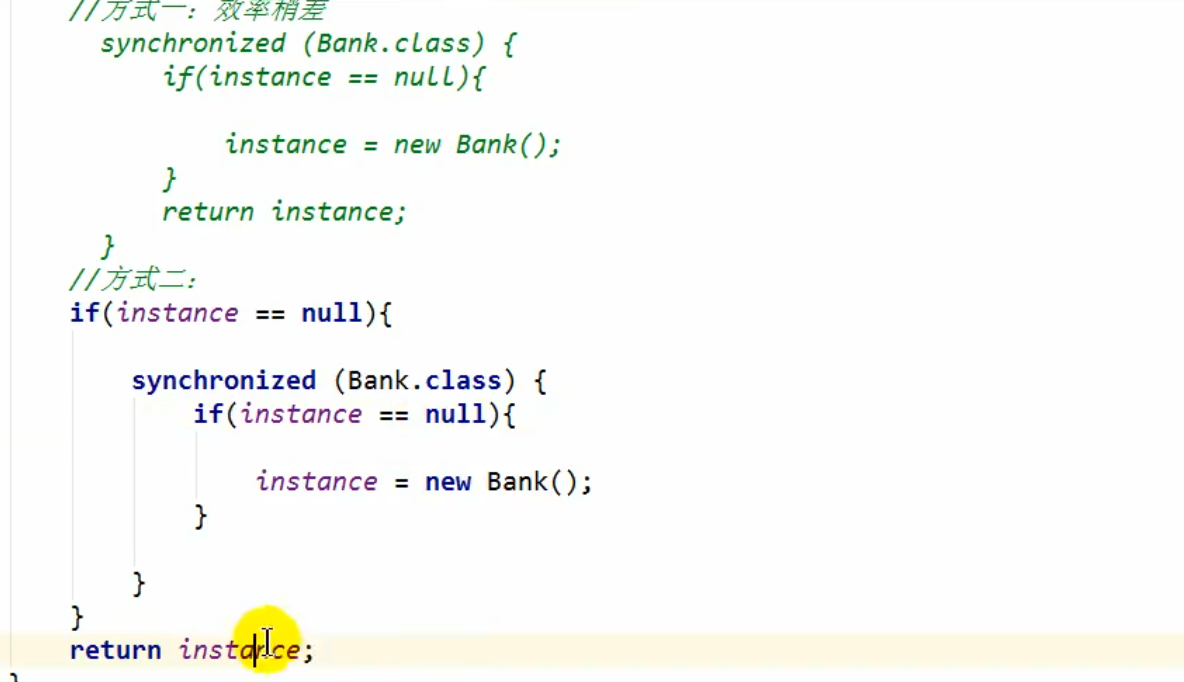 //方式一：效率稍差
synchronized (Bank.class) {
if(instance == null){
instance = new Bank();
}
return instance;
}
//方式二：
if(instance == null){
synchronized (Bank.class) {
if(instance == null){
instance = new Bank();
}
}
}
return instance;
}